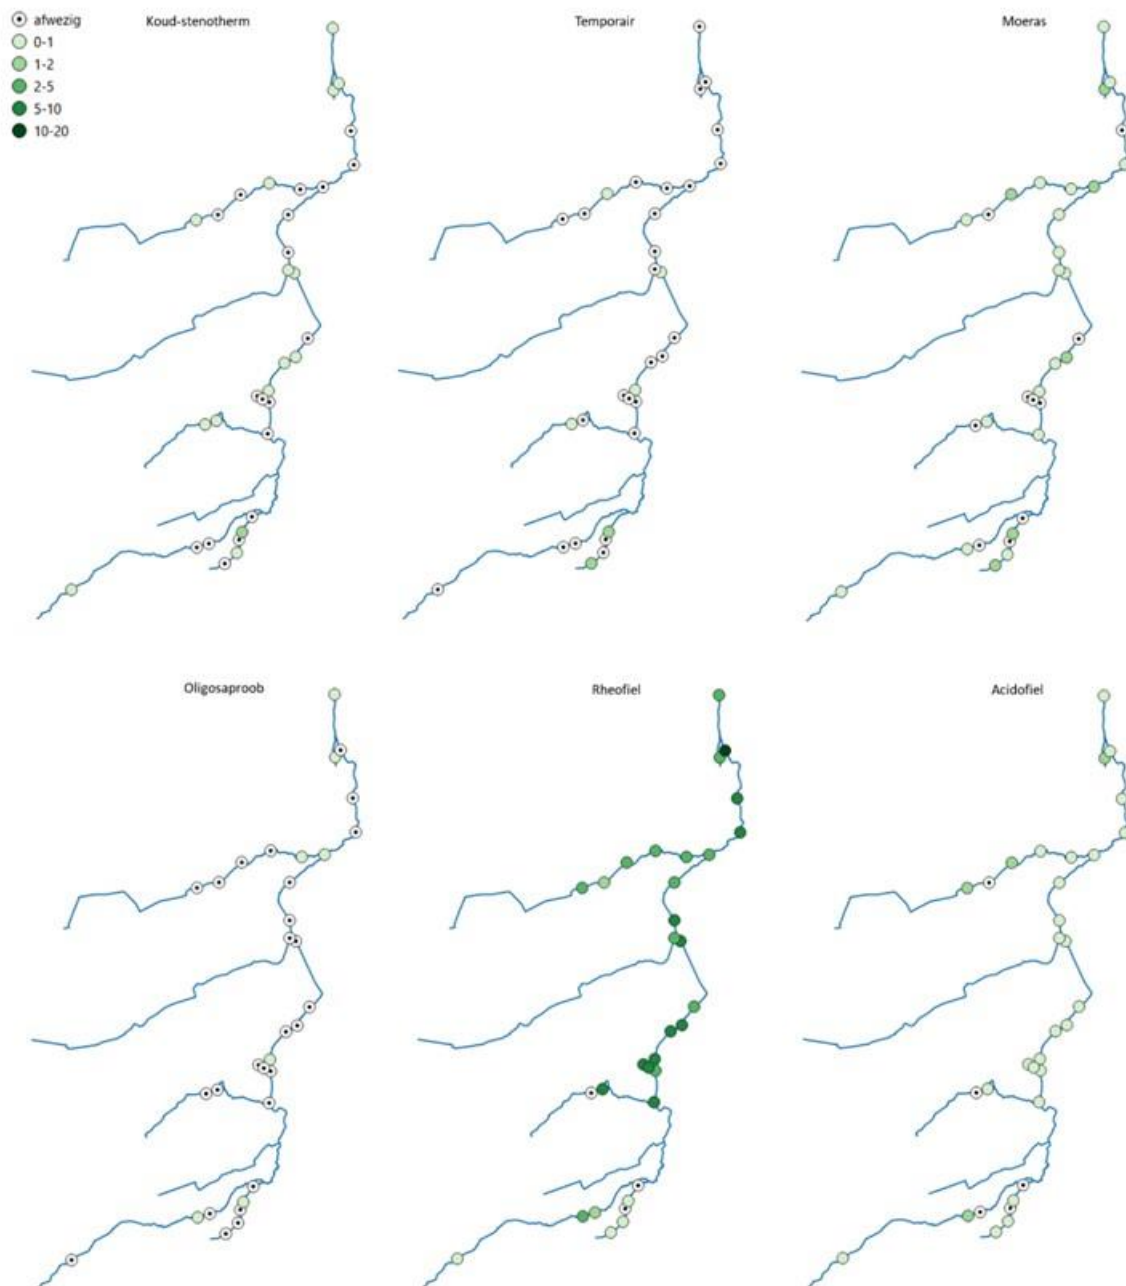 afwezig
0-1
1-2
2-5
5-10
10-20
Koud-stenotherm
Temporair
Moeras
Oligosaproob
Rheofiel
Acidofiel